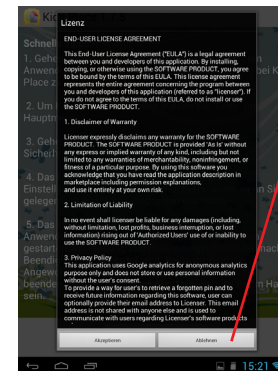 Lizenz
END-USER LICENSE AGREEMENT
This End-User License Agreement ("EULA") is a legal agreement
between you and developers of this application. By installing,
copying, or otherwise using the SOFTWARE PRODUCT, you agree
to be bound by the terms of this EULA. This license agreement
represents the entire agreement concerning the program between
you and developers of this application (referred to as "licenser"). If
you do not agree to the terms of this EULA, do not install or use
the SOFTWARE PRODUCT.
1. Disclaimer of Warranty
Licenser expressly disclaims any warranty for the SOFTWARE
PRODUCT. The SOFTWARE PRODUCT is provided 'As Is' without
any express or implied warranty of any kind, including but not
limited to any warranties of merchantability, noninfringement, or
fitness of a particular purpose. By using this software you
acknowledge that you have read the application description in
marketplace including permission explanations,
and use it entirely at your own risk.
2. Limitation of Liability
In no event shall licenser be liable for any damages (including,
without limitation, lost profits, business interruption, or lost
information) rising out of 'Authorized Users' use of or inability to
use the SOFTWARE PRODUCT.
3. Privacy Policy
This application uses Google analytics for anonymous analytics
purpose only and does not store or use personal information
without the user's consent.
To provide a way for user's to retrieve a forgotten pin and to
receive future information regarding this software, user can
optionally provide their email address to Licenser. This email
address is not shared with anyone else and is used to
communicate with users regarding Licenser's software products
Akzeptieren
Ablehnen
Schnell
1. Gehe
Anwen
bei K
Place z
2. Um
Hauptm
3. Geh
Sicherh
4. Das
Einstell
gelegen
5. Das
Anwen
gestart
Beendi
Angew
beende
sein.
15:21